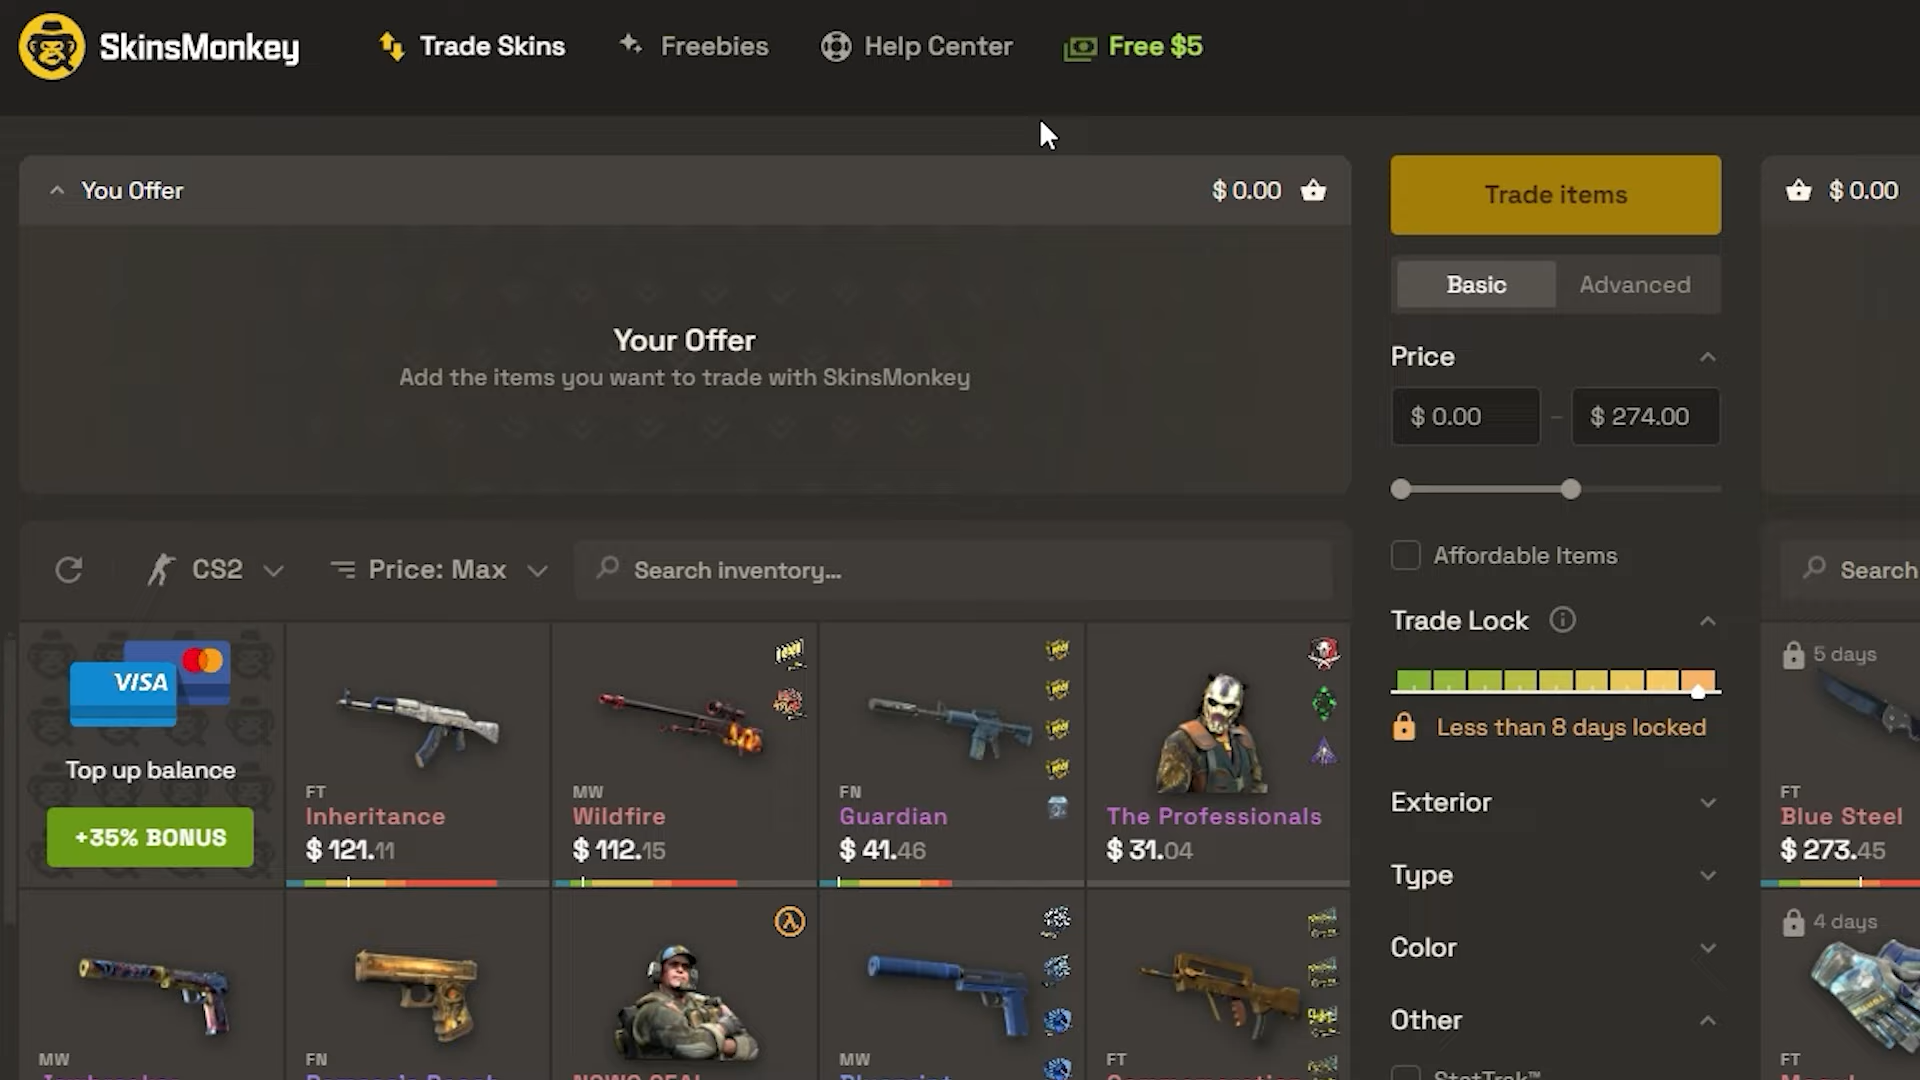 SkinsMonkey
Trade Skins
Freebies
Help Center
Free $5
You Offer
$ 0.00
Your Offer
Add the items you want to trade with SkinsMonkey
CS2
Price: Max
Search inventory...
VISA
Top up balance
+35% BONUS
FT
Inheritance
$ 121.11
MW
Wildfire
$ 112.15
FN
Guardian
$ 41.46
The Professionals
$ 31.04
MW
FN
MW
FT
Trade items
Basic
Advanced
Price
$ 0.00 – $ 274.00
Affordable Items
Trade Lock
Less than 8 days locked
Exterior
Type
Color
Other
StatTrak™
$ 0.00
Search
5 days
FT
Blue Steel
$ 273.45
4 days
FT